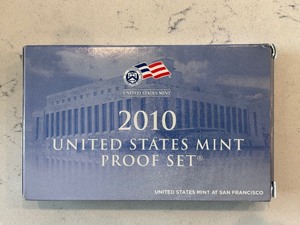 UNITED STATES MINT
2010
UNITED STATES MINT
PROOF SET®
UNITED STATES MINT AT SAN FRANCISCO